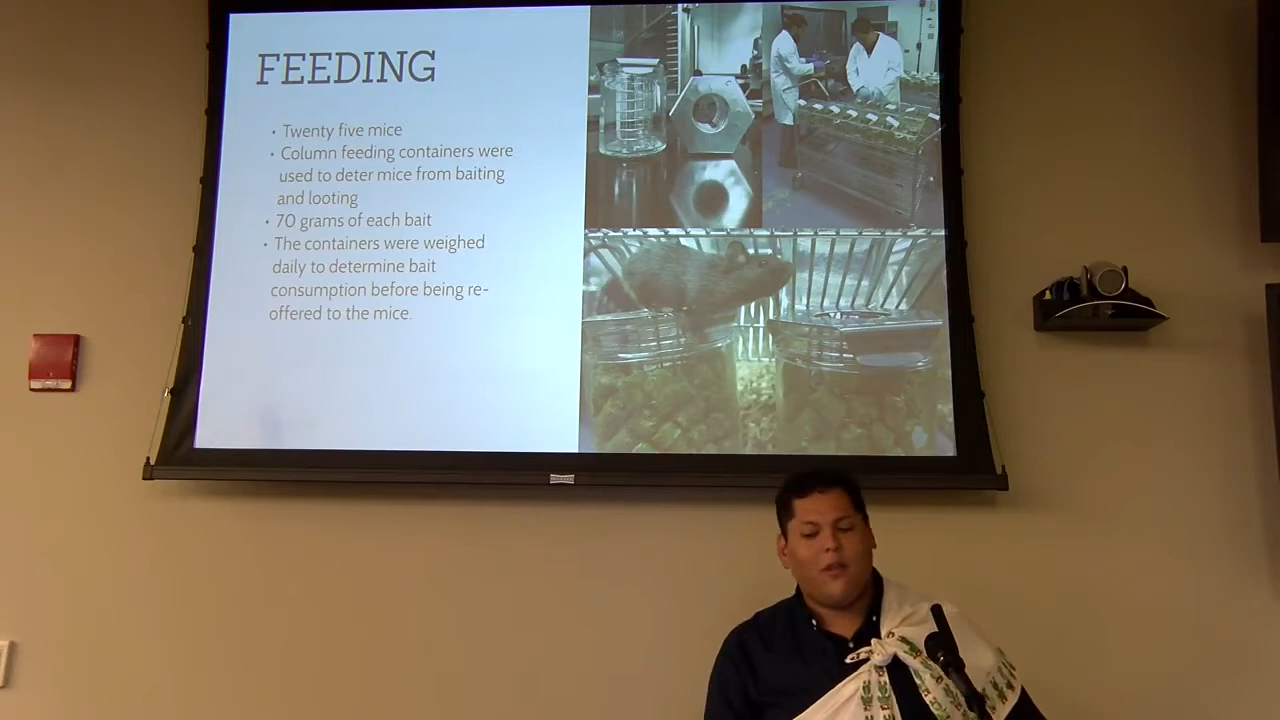 FEEDING
• Twenty five mice
• Column feeding containers were
used to deter mice from baiting
and looting
• 70 grams of each bait
• The containers were weighed
daily to determine bait
consumption before being re-
offered to the mice.